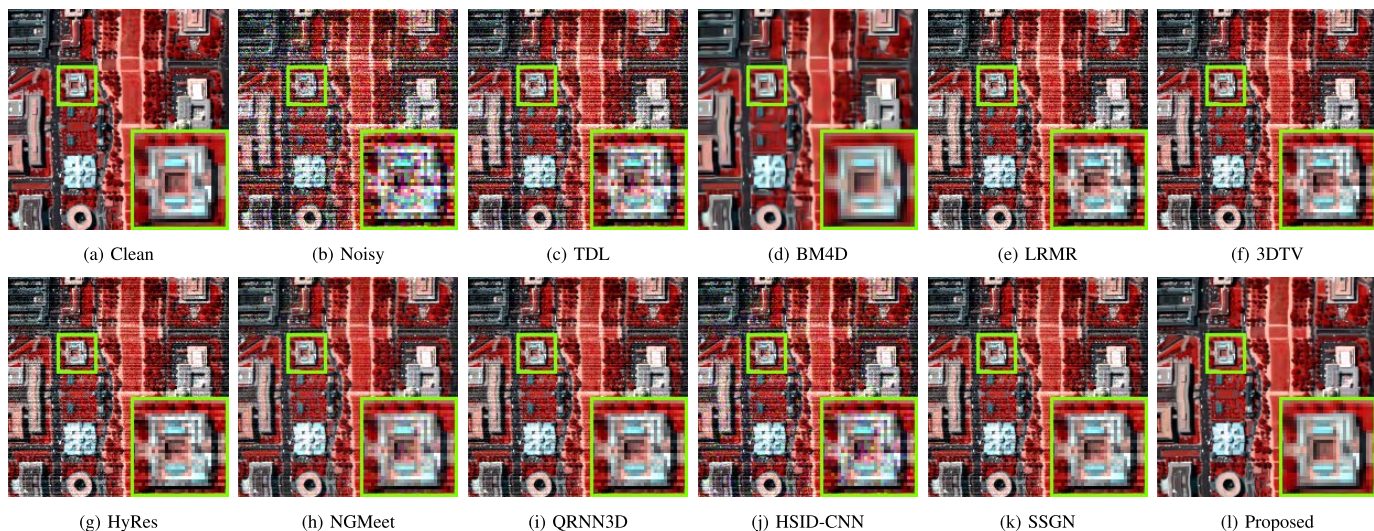 (a) Clean
(b) Noisy
(c) TDL
(d) BM4D
(e) LRMR
(f) 3DTV
(g) HyRes
(h) NGMeet
(i) QRNN3D
(j) HSID-CNN
(k) SSGN
(l) Proposed